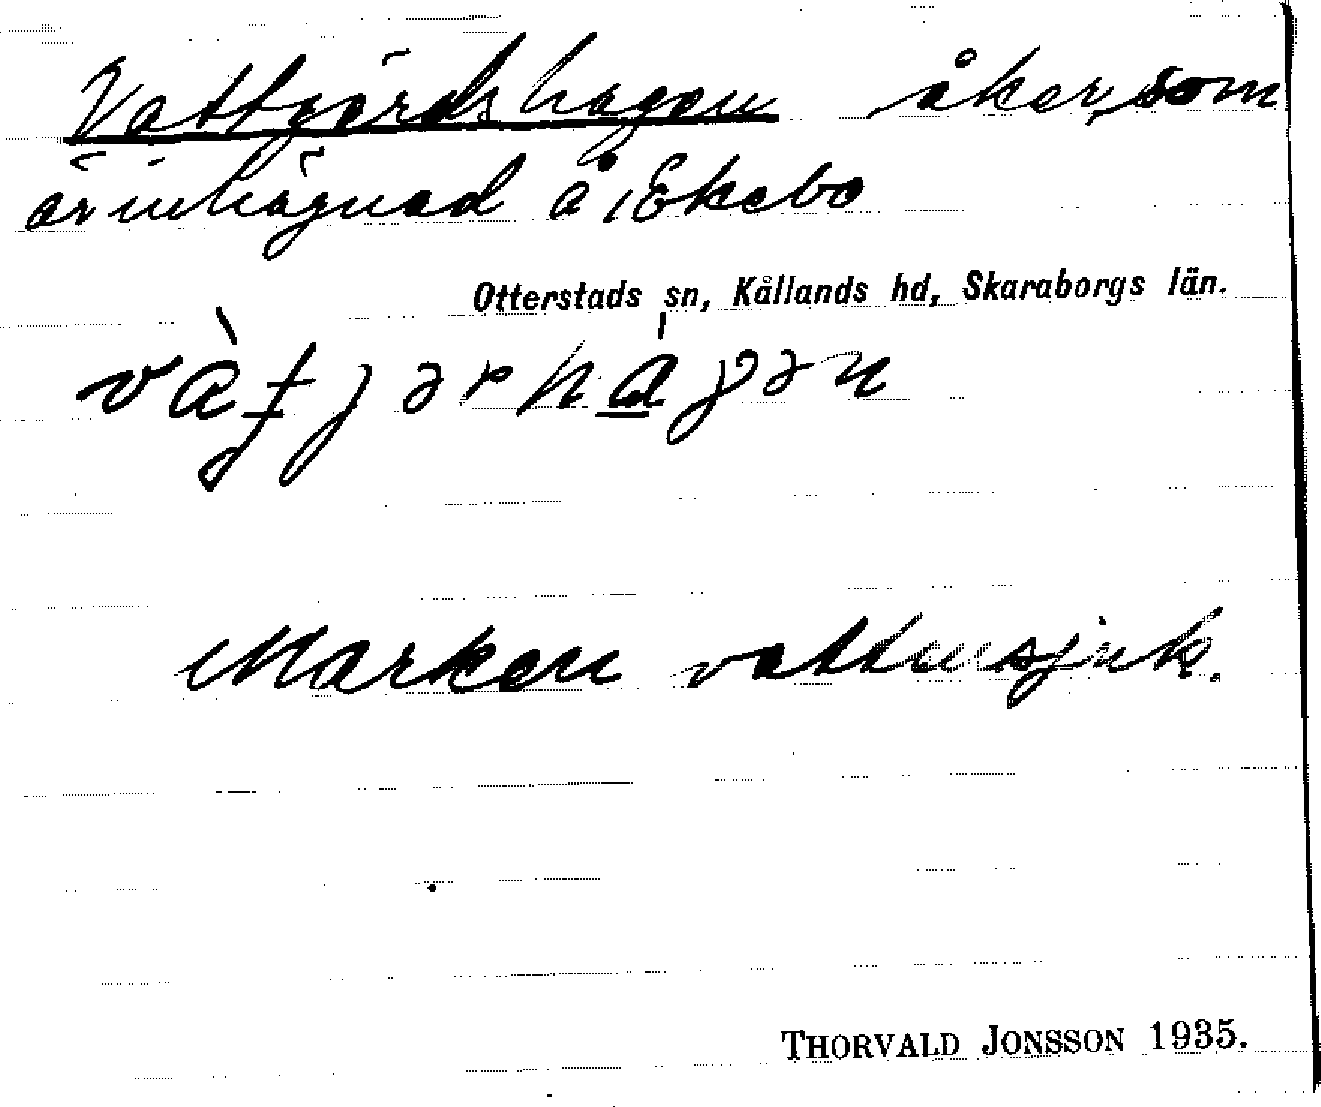 Vattgärdshagen åker, som
är inhägnad å, Ekebo
Otterstads sn, Kållands hd, Skaraborgs län.
Marken vattensjuk.
THORVALD JONSSON 1935.